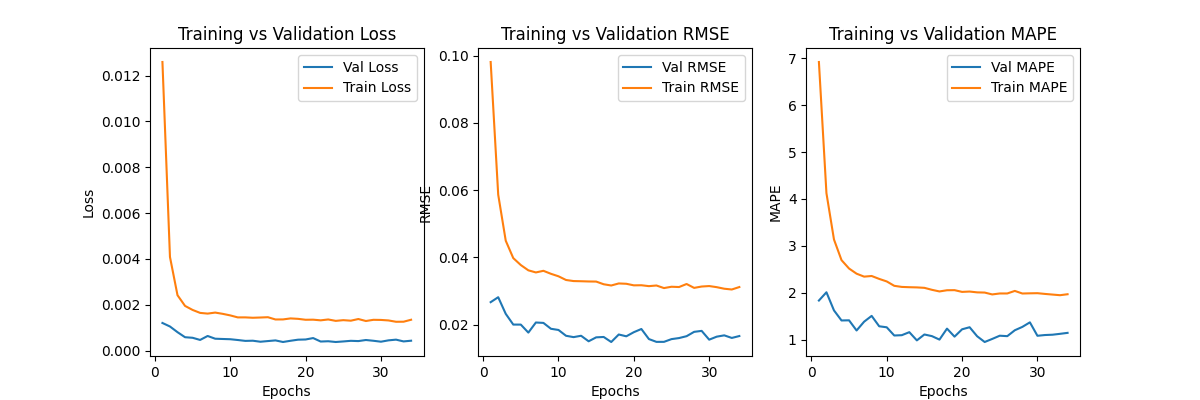 Training vs Validation Loss
Val Loss
Train Loss
Loss
0.012
0.010
0.008
0.006
0.004
0.002
0.000
0
10
20
30
Epochs
Training vs Validation RMSE
Val RMSE
Train RMSE
RMSE
0.10
0.08
0.06
0.04
0.02
0
10
20
30
Epochs
Training vs Validation MAPE
Val MAPE
Train MAPE
MAPE
7
6
5
4
3
2
1
0
10
20
30
Epochs